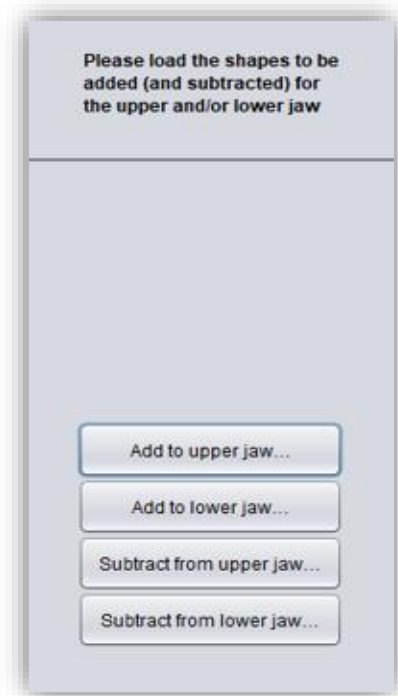 Please load the shapes to be
added (and subtracted) for
the upper and/or lower jaw
Add to upper jaw...
Add to lower jaw...
Subtract from upper jaw...
Subtract from lower jaw...